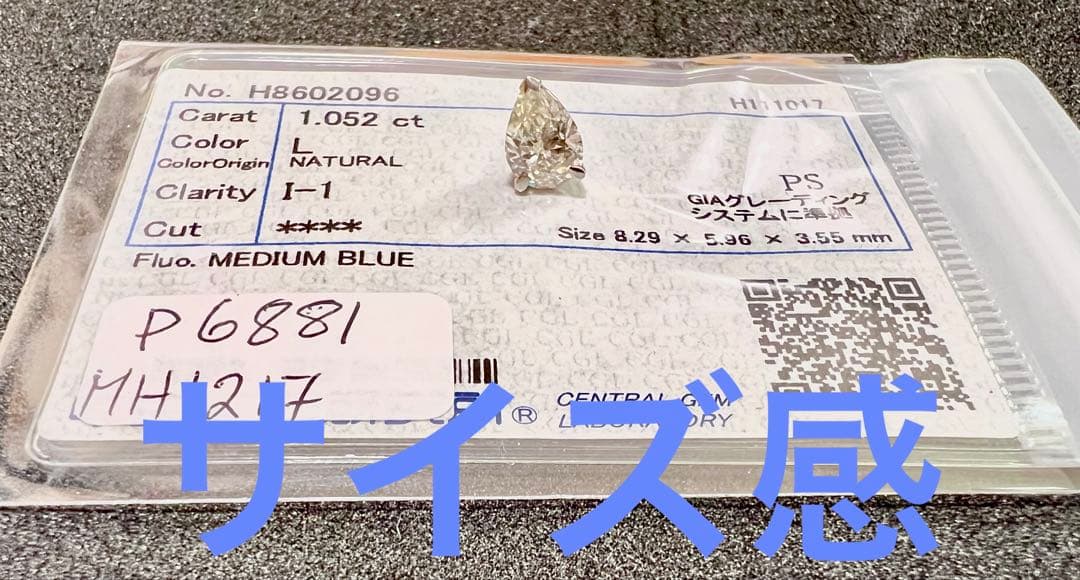 No. H8602096
H111017
Carat 1.052 ct
Color L
ColorOrigin NATURAL
Clarity I-1
Cut ****
PS
GIAグレーディング
システムに準拠
Size 8.29 × 5.96 × 3.55 mm
Fluo. MEDIUM BLUE
P6881
MH1217
® CENTRAL GEM
LABORATORY
サイズ感